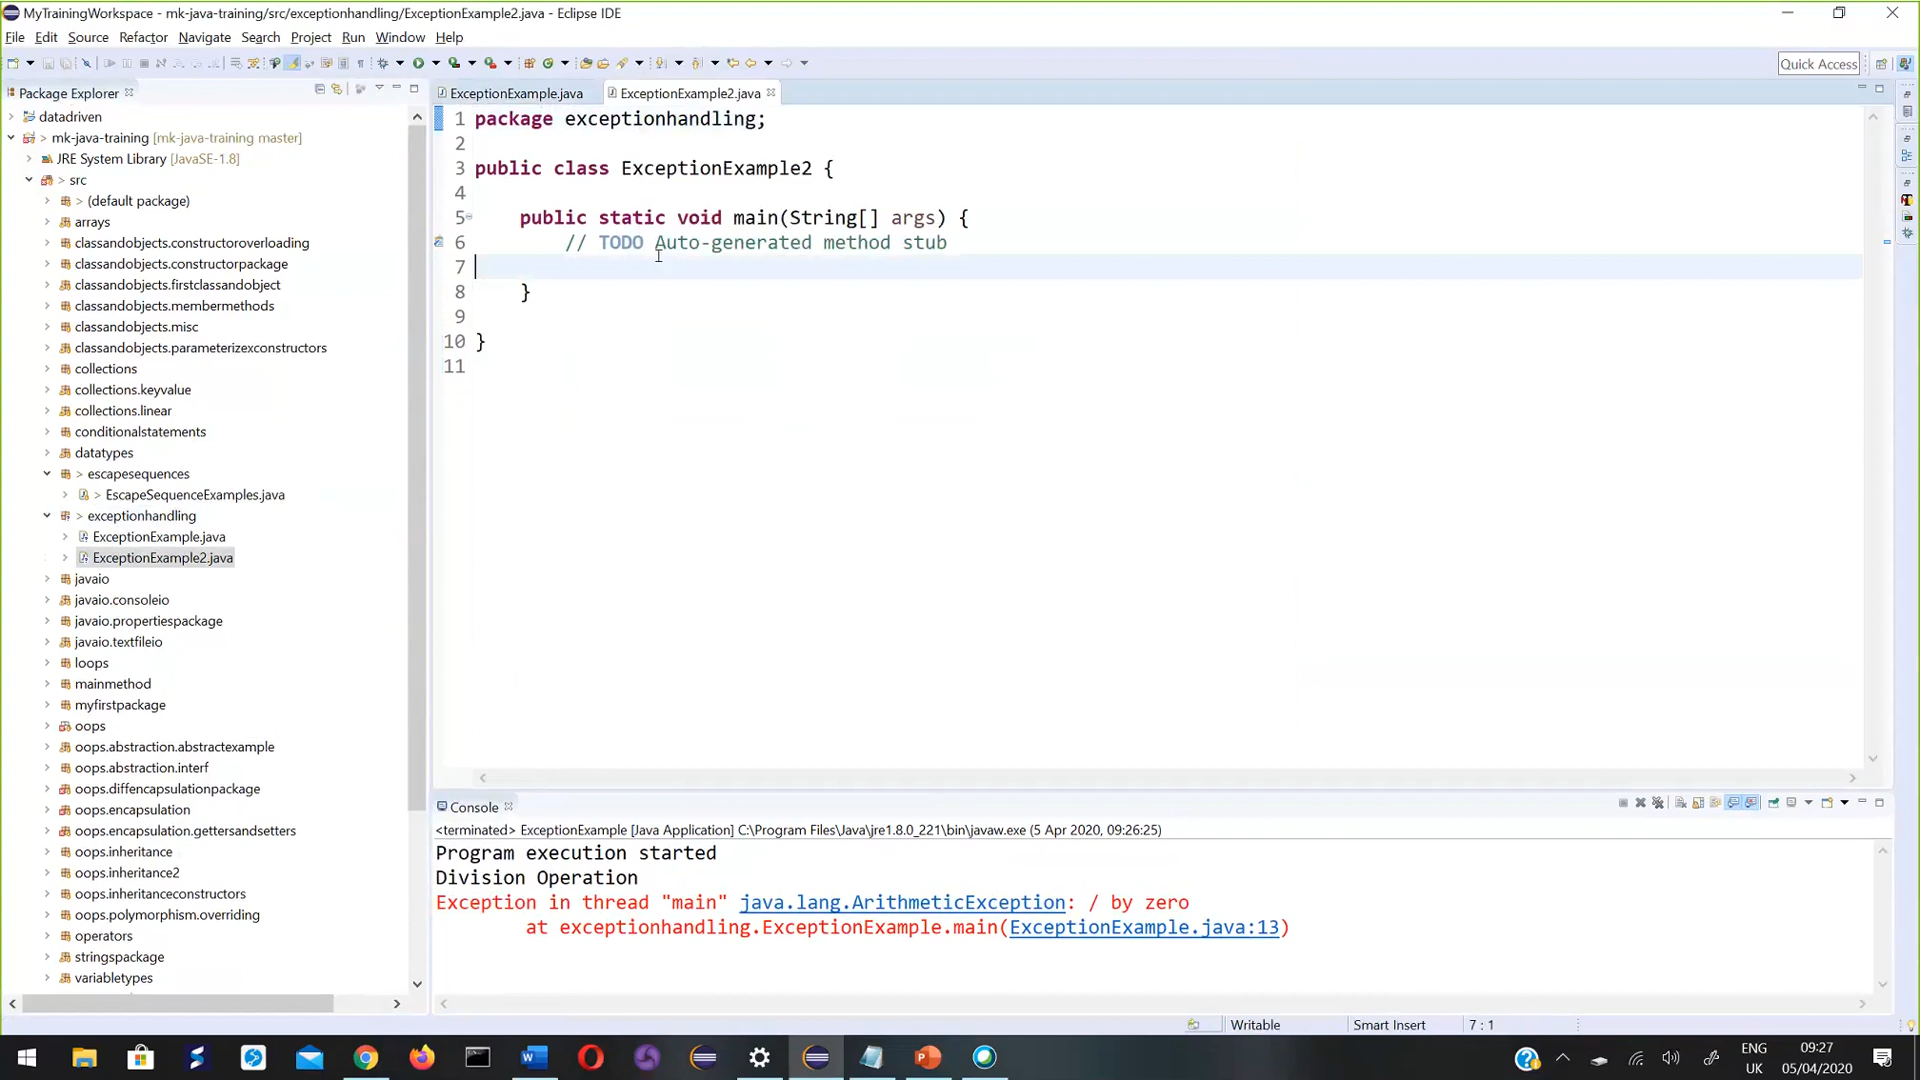 MyTrainingWorkspace - mk-java-training/src/exceptionhandling/ExceptionExample2.java - Eclipse IDE
File Edit Source Refactor Navigate Search Project Run Window Help
Quick Access
Package Explorer
datadriven
> mk-java-training [mk-java-training master]
JRE System Library [JavaSE-1.8]
> src
> (default package)
arrays
classandobjects.constructoroverloading
classandobjects.constructorpackage
classandobjects.firstclassandobject
classandobjects.membermethods
classandobjects.misc
classandobjects.parameterizexconstructors
collections
collections.keyvalue
collections.linear
conditionalstatements
datatypes
> escapesequences
> EscapeSequenceExamples.java
> exceptionhandling
ExceptionExample.java
ExceptionExample2.java
javaio
javaio.consoleio
javaio.propertiespackage
javaio.textfileio
loops
mainmethod
myfirstpackage
oops
oops.abstraction.abstractexample
oops.abstraction.interf
oops.diffencapsulationpackage
oops.encapsulation
oops.encapsulation.gettersandsetters
oops.inheritance
oops.inheritance2
oops.inheritanceconstructors
oops.polymorphism.overriding
operators
stringspackage
variabletypes
ExceptionExample.java ExceptionExample2.java
1 package exceptionhandling;
2
3 public class ExceptionExample2 {
4
5 public static void main(String[] args) {
6 // TODO Auto-generated method stub
7
8 }
9
10 }
11
Console
<terminated> ExceptionExample [Java Application] C:\Program Files\Java\jre1.8.0_221\bin\javaw.exe (5 Apr 2020, 09:26:25)
Program execution started
Division Operation
Exception in thread "main" java.lang.ArithmeticException: / by zero
at exceptionhandling.ExceptionExample.main(ExceptionExample.java:13)
Writable Smart Insert 7 : 1
ENG
UK
09:27
05/04/2020